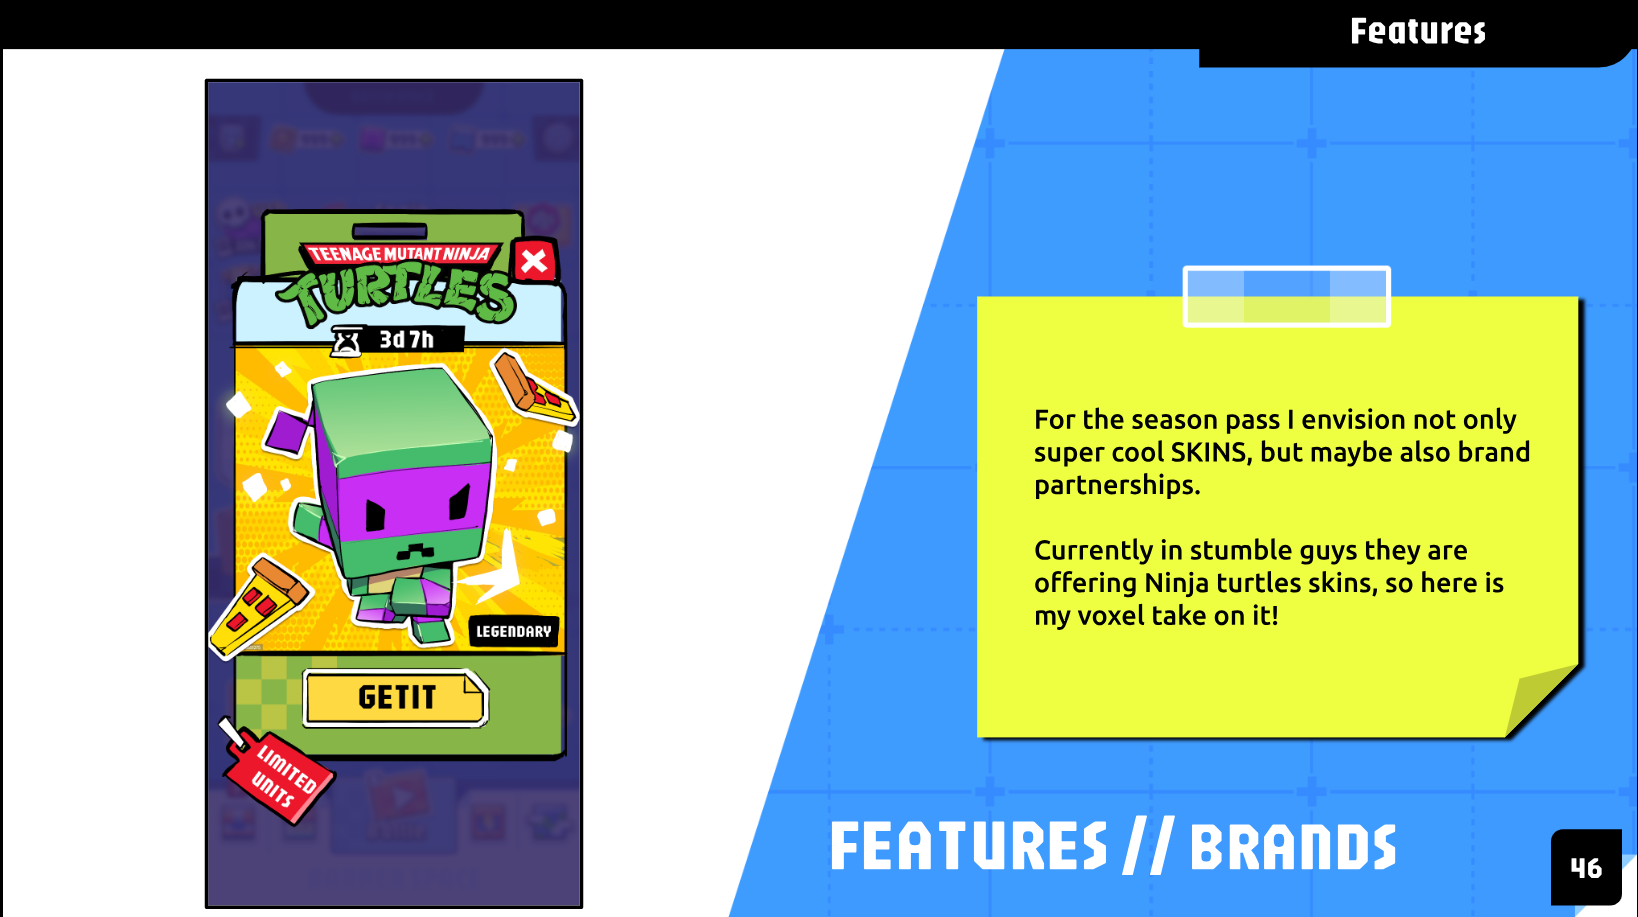 Features
TEENAGE MUTANT NINJA
TURTLES
3d 7h
LEGENDARY
GETIT
LIMITED
UNITS
For the season pass I envision not only
super cool SKINS, but maybe also brand
partnerships.
Currently in stumble guys they are
offering Ninja turtles skins, so here is
my voxel take on it!
FEATURES // BRANDS
46